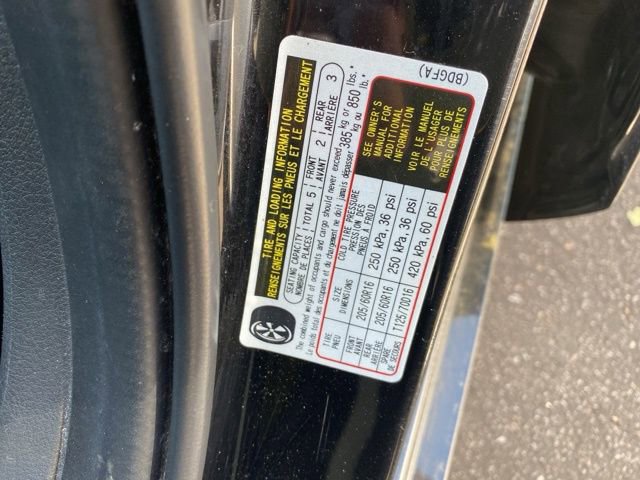 TIRE AND LOADING INFORMATION
RENSEIGNEMENTS SUR LES PNEUS ET LE CHARGEMENT
SEATING CAPACITY TOTAL 5 FRONT 2 REAR 3
NOMBRE DE PLACES AVANT ARRIÈRE
The combined weight of occupants and cargo should never exceed 385 kg or 850 lbs.
Le poids total des occupants et du chargement ne doit jamais dépasser 385 kg ou 850 lb.
TIRE SIZE COLD TIRE PRESSURE
PNEU DIMENSIONS PRESSION DES PNEUS A FROID
FRONT AVANT 205/60R16 250 kPa, 36 psi
REAR ARRIÈRE 205/60R16 250 kPa, 36 psi
SPARE DE SECOURS T125/70D16 420 kPa, 60 psi
SEE OWNER'S
MANUAL FOR
ADDITIONAL
INFORMATION
VOIR LE MANUEL
DE L'USAGER
POUR PLUS DE
RENSEIGNEMENTS
(BDGFA)